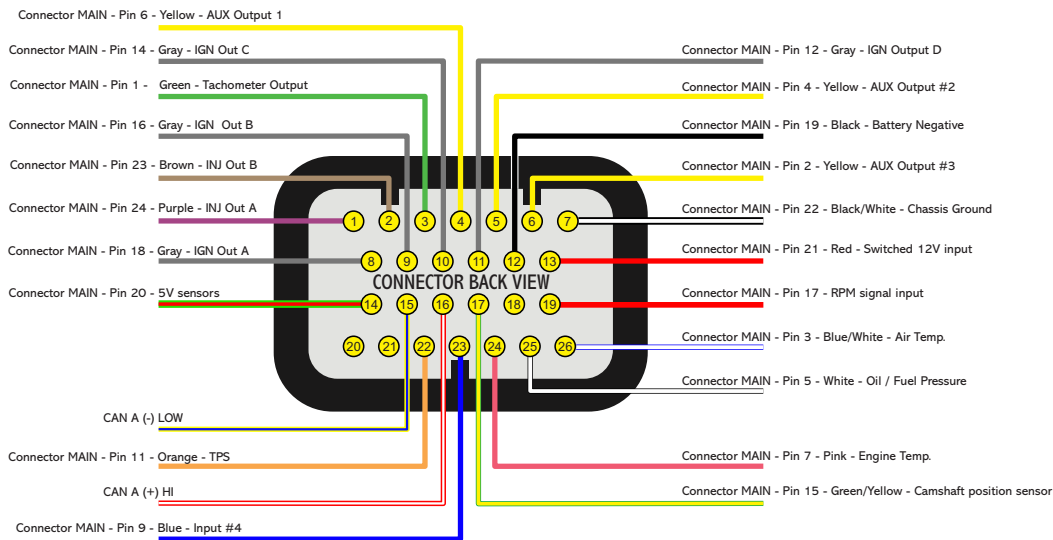 Connector MAIN - Pin 6 - Yellow - AUX Output 1
Connector MAIN - Pin 14 - Gray - IGN Out C
Connector MAIN - Pin 1 - Green - Tachometer Output
Connector MAIN - Pin 16 - Gray - IGN Out B
Connector MAIN - Pin 23 - Brown - INJ Out B
Connector MAIN - Pin 24 - Purple - INJ Out A
Connector MAIN - Pin 18 - Gray - IGN Out A
Connector MAIN - Pin 20 - 5V sensors
CAN A (-) LOW
Connector MAIN - Pin 11 - Orange - TPS
CAN A (+) HI
Connector MAIN - Pin 9 - Blue - Input #4
1 2 3 4 5 6 7
8 9 10 11 12 13
CONNECTOR BACK VIEW
14 15 16 17 18 19
20 21 22 23 24 25 26
Connector MAIN - Pin 12 - Gray - IGN Output D
Connector MAIN - Pin 4 - Yellow - AUX Output #2
Connector MAIN - Pin 19 - Black - Battery Negative
Connector MAIN - Pin 2 - Yellow - AUX Output #3
Connector MAIN - Pin 22 - Black/White - Chassis Ground
Connector MAIN - Pin 21 - Red - Switched 12V input
Connector MAIN - Pin 17 - RPM signal input
Connector MAIN - Pin 3 - Blue/White - Air Temp.
Connector MAIN - Pin 5 - White - Oil / Fuel Pressure
Connector MAIN - Pin 7 - Pink - Engine Temp.
Connector MAIN - Pin 15 - Green/Yellow - Camshaft position sensor